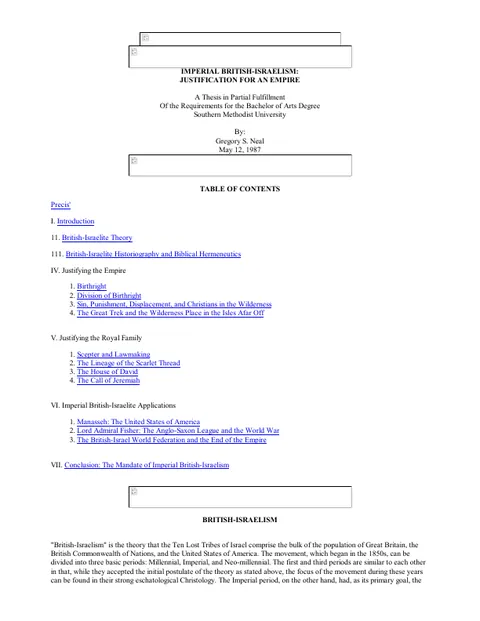 IMPERIAL BRITISH-ISRAELISM:
JUSTIFICATION FOR AN EMPIRE
A Thesis in Partial Fulfillment
Of the Requirements for the Bachelor of Arts Degree
Southern Methodist University
By:
Gregory S. Neal
May 12, 1987
TABLE OF CONTENTS
Precis'
I. Introduction
11. British-Israelite Theory
111. British-Israelite Historiography and Biblical Hermeneutics
IV. Justifying the Empire
1. Birthright
2. Division of Birthright
3. Sin, Punishment, Displacement, and Christians in the Wilderness
4. The Great Trek and the Wilderness Place in the Isles Afar Off
V. Justifying the Royal Family
1. Scepter and Lawmaking
2. The Lineage of the Scarlet Thread
3. The House of David
4. The Call of Jeremiah
VI. Imperial British-Israelite Applications
1. Manasseh: The United States of America
2. Lord Admiral Fisher: The Anglo-Saxon League and the World War
3. The British-Israel World Federation and the End of the Empire
VII. Conclusion: The Mandate of Imperial British-Israelism
BRITISH-ISRAELISM
"British-Israelism" is the theory that the Ten Lost Tribes of Israel comprise the bulk of the population of Great Britain, the
British Commonwealth of Nations, and the United States of America. The movement, which began in the 1850s, can be
divided into three basic periods: Millennial, Imperial, and Neo-millennial. The first and third periods are similar to each other
in that, while they accepted the initial postulate of the theory as stated above, the focus of the movement during these years
can be found in their strong eschatological Christology. The Imperial period, on the other hand, had, as its primary goal, the